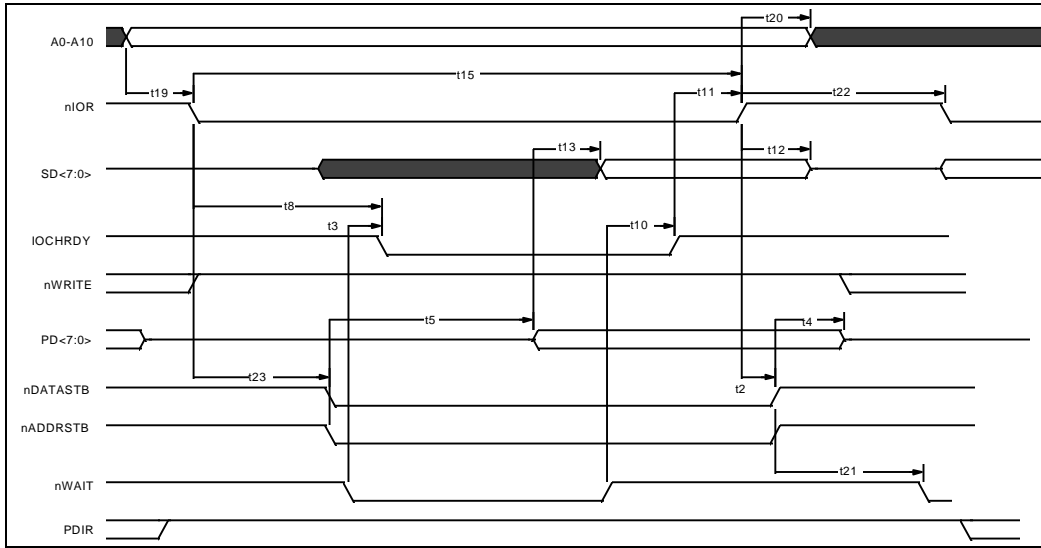 t20
A0-A10
t15
t19
t11
t22
nIOR
t13
t12
SD<7:0>
t8
t3
t10
IOCHRDY
nWRITE
t5
t4
PD<7:0>
t23
t2
nDATASTB
nADDRSTB
t21
nWAIT
PDIR